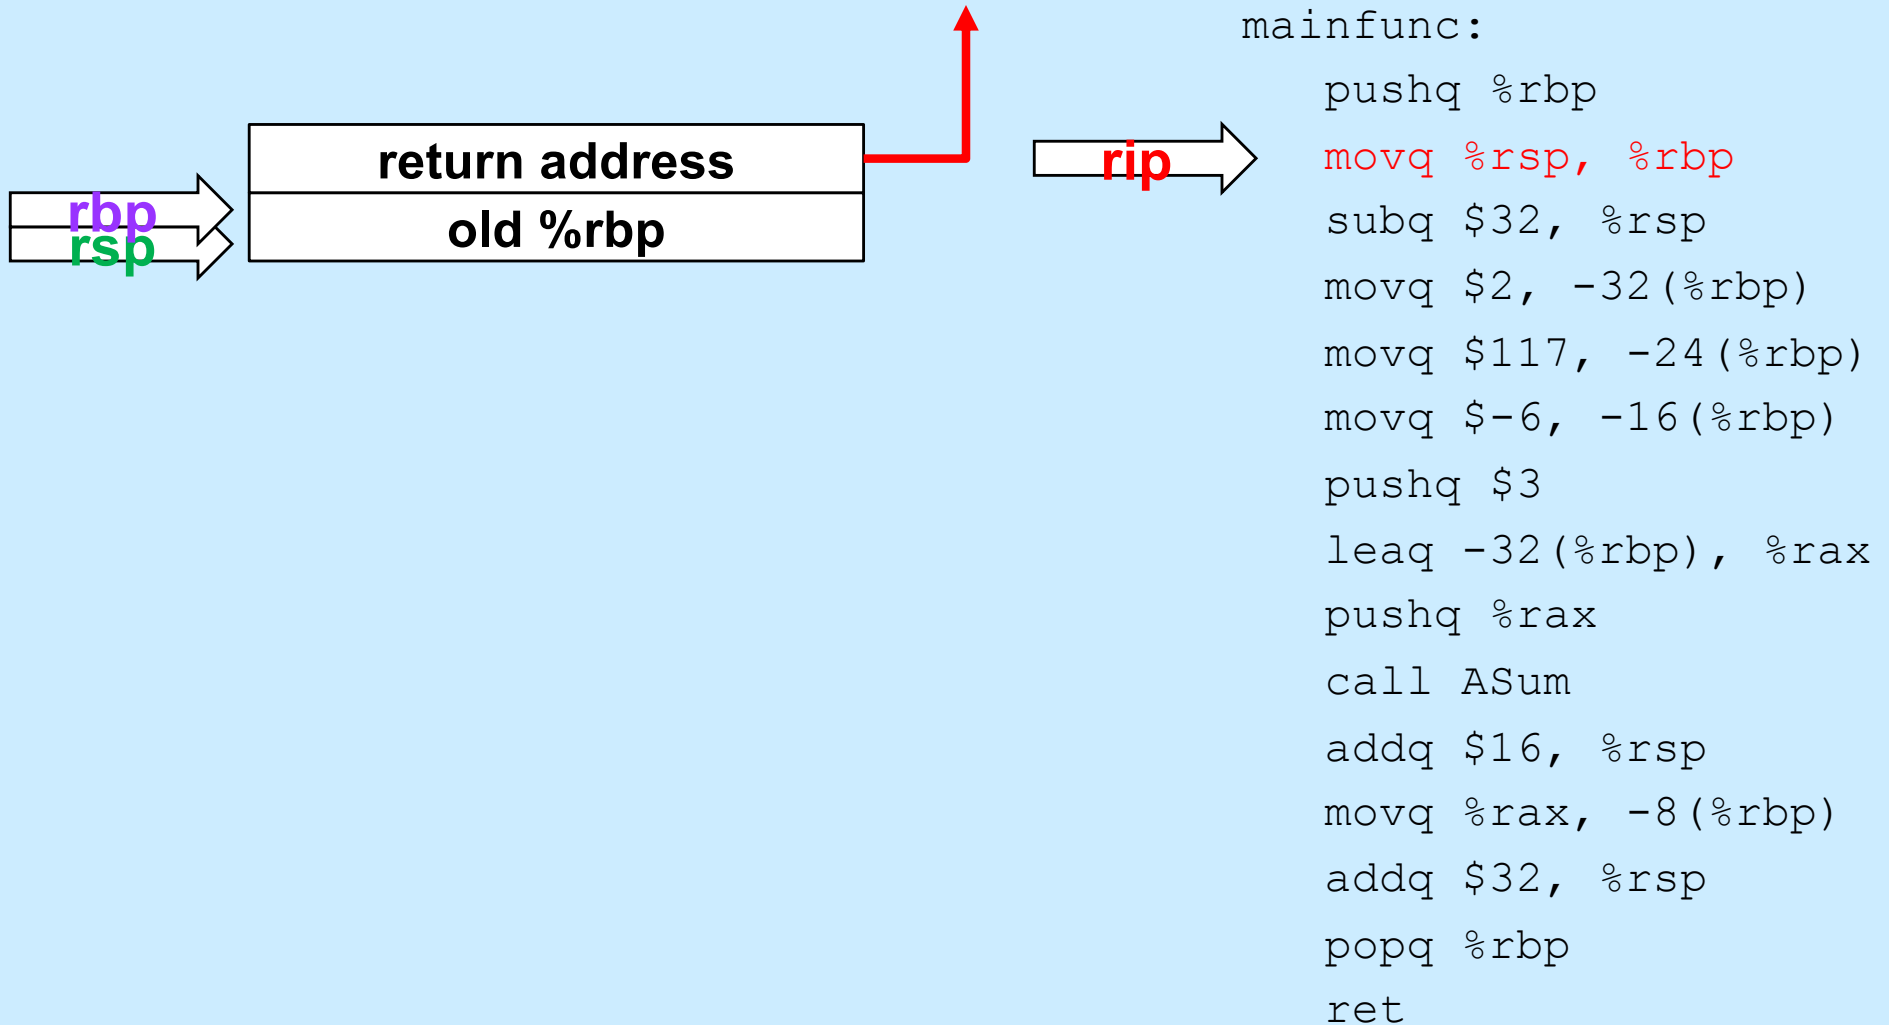 return address
old %rbp
rbp
rsp
rip
mainfunc:
pushq %rbp
movq %rsp, %rbp
subq $32, %rsp
movq $2, -32(%rbp)
movq $117, -24(%rbp)
movq $-6, -16(%rbp)
pushq $3
leaq -32(%rbp), %rax
pushq %rax
call ASum
addq $16, %rsp
movq %rax, -8(%rbp)
addq $32, %rsp
popq %rbp
ret